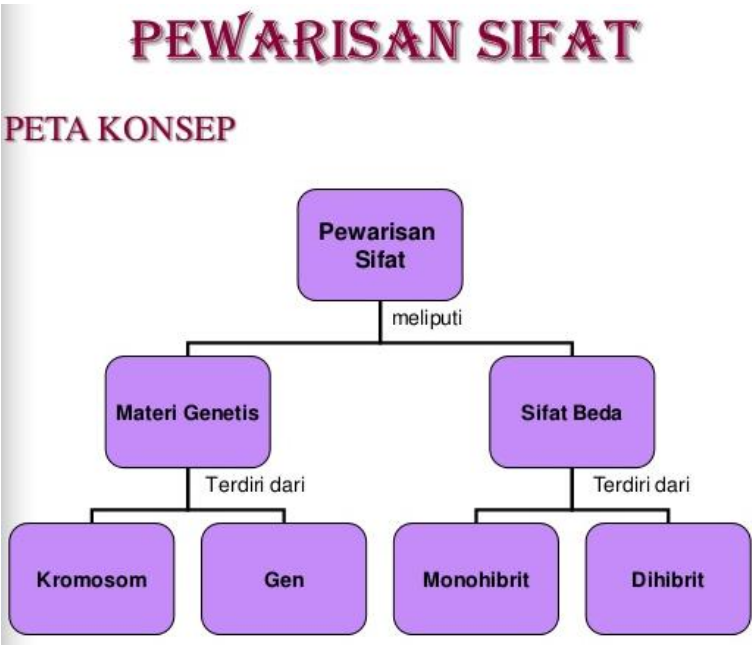 PEWARISAN SIFAT
PETA KONSEP
Pewarisan
Sifat
meliputi
Materi Genetis
Sifat Beda
Terdiri dari
Terdiri dari
Kromosom
Gen
Monohibrit
Dihibrit